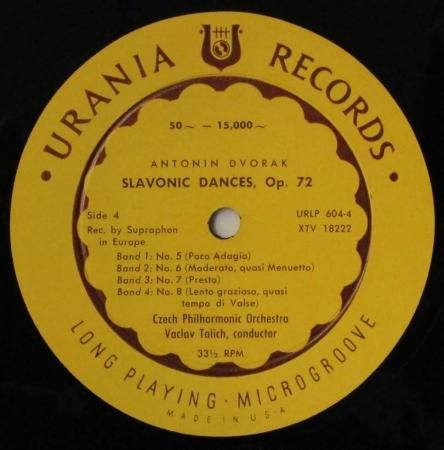 URANIA RECORDS
50~ – 15,000~
ANTONIN DVORAK
SLAVONIC DANCES, Op. 72
Side 4
URLP 604-4
Rec. by Supraphon
XTV 18222
in Europe
Band 1: No. 5 (Poco Adagio)
Band 2: No. 6 (Moderato, quasi Menuetto)
Band 3: No. 7 (Presto)
Band 4: No. 8 (Lento grazioso, quasi
tempo di Valse)
Czech Philharmonic Orchestra
Vaclav Talich, conductor
33⅓ RPM
LONG PLAYING · MICROGROOVE
MADE IN U.S.A